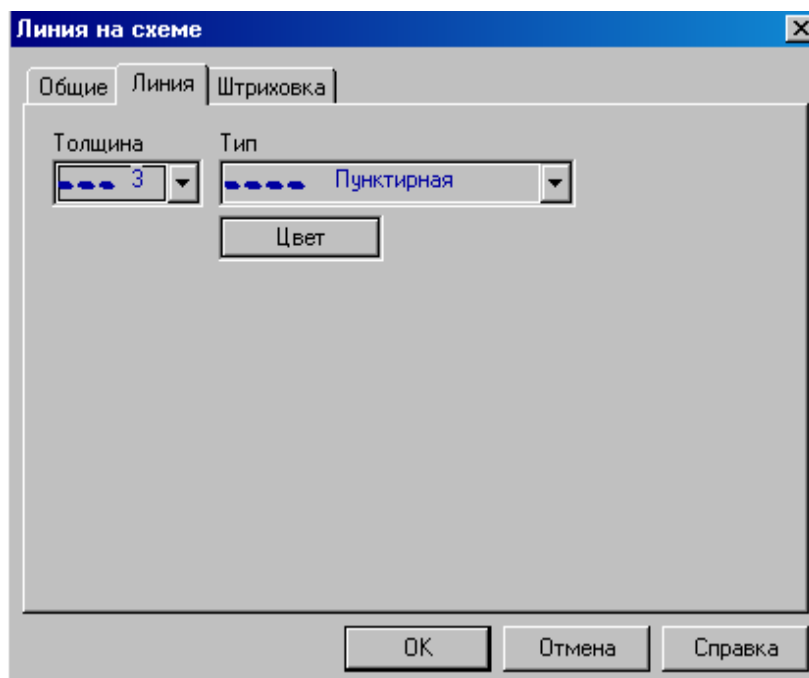 Линия на схеме
Общие Линия Штриховка
Толщина Тип
3 Пунктирная
Цвет
OK Отмена Справка